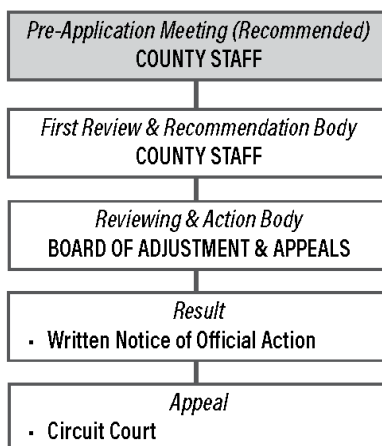 Pre-Application Meeting (Recommended)
COUNTY STAFF
First Review & Recommendation Body
COUNTY STAFF
Reviewing & Action Body
BOARD OF ADJUSTMENT & APPEALS
Result
• Written Notice of Official Action
Appeal
• Circuit Court